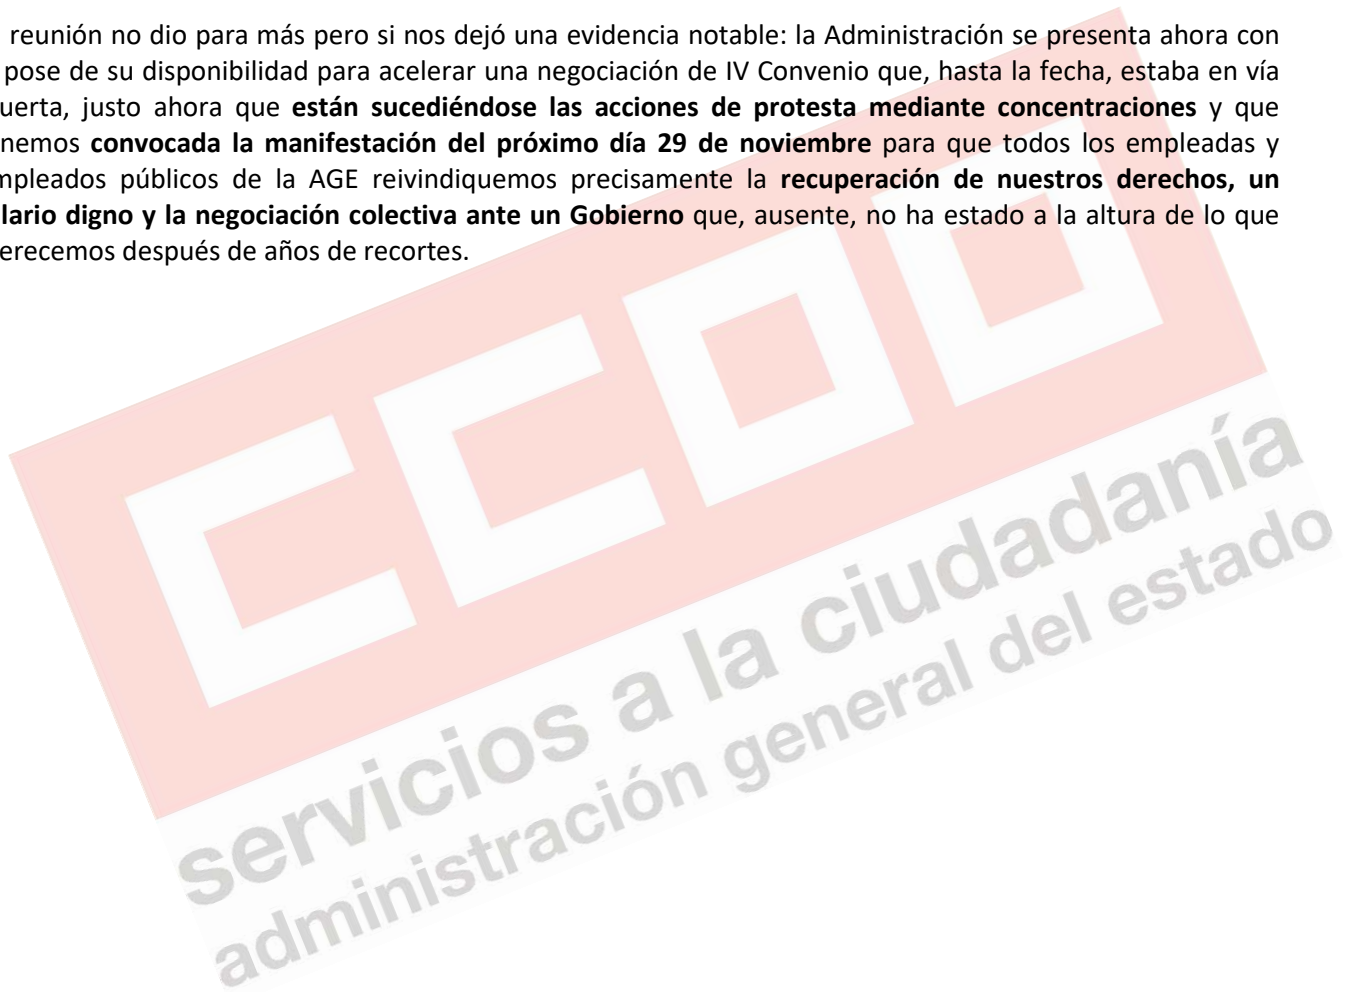 reunión no dio para más pero si nos dejó una evidencia notable: la Administración se presenta ahora con
pose de su disponibilidad para acelerar una negociación de IV Convenio que, hasta la fecha, estaba en vía
uerta, justo ahora que están sucediéndose las acciones de protesta mediante concentraciones y que
nemos convocada la manifestación del próximo día 29 de noviembre para que todos los empleadas y
mpleados públicos de la AGE reivindiquemos precisamente la recuperación de nuestros derechos, un
lario digno y la negociación colectiva ante un Gobierno que, ausente, no ha estado a la altura de lo que
erecemos después de años de recortes.
CCOO
servicios a la ciudadanía
administración general del estado